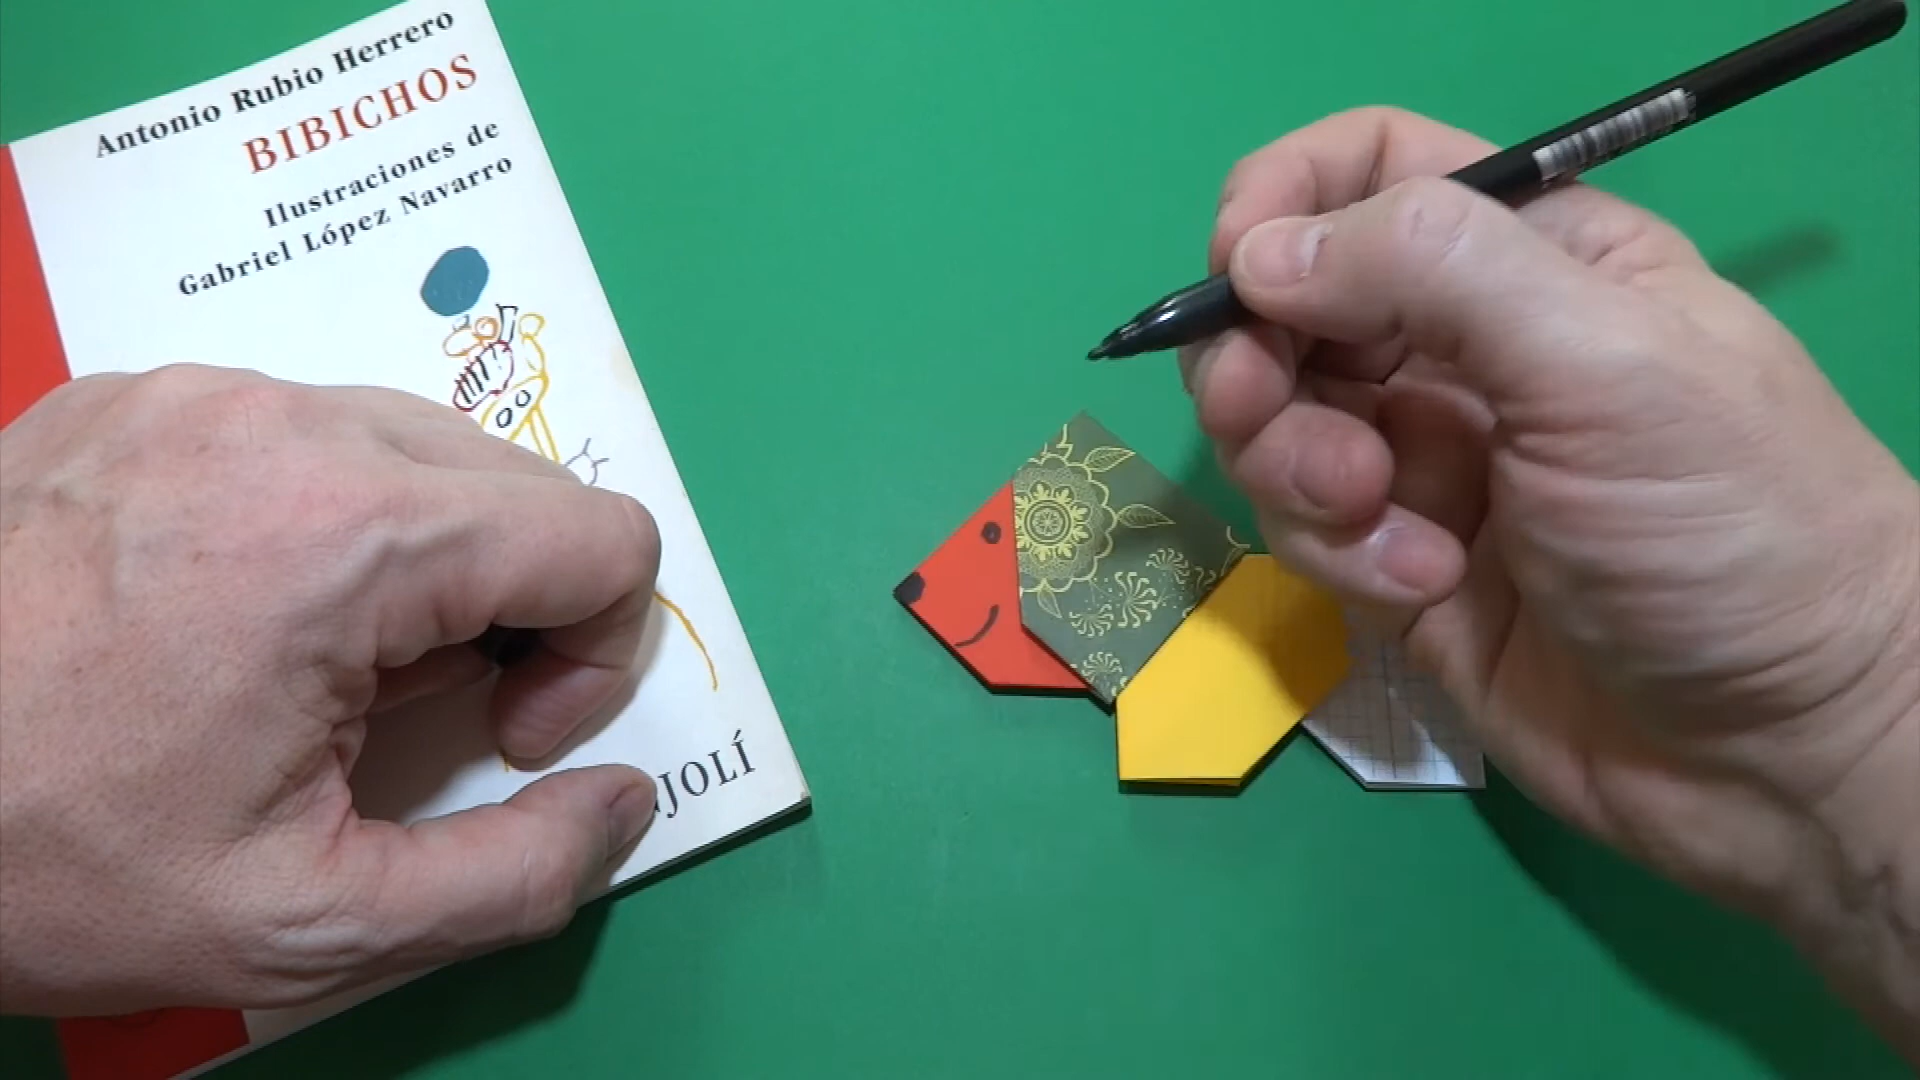 Antonio Rubio Herrero
BIBICHOS
Ilustraciones de
Gabriel López Navarro
JOLÍ